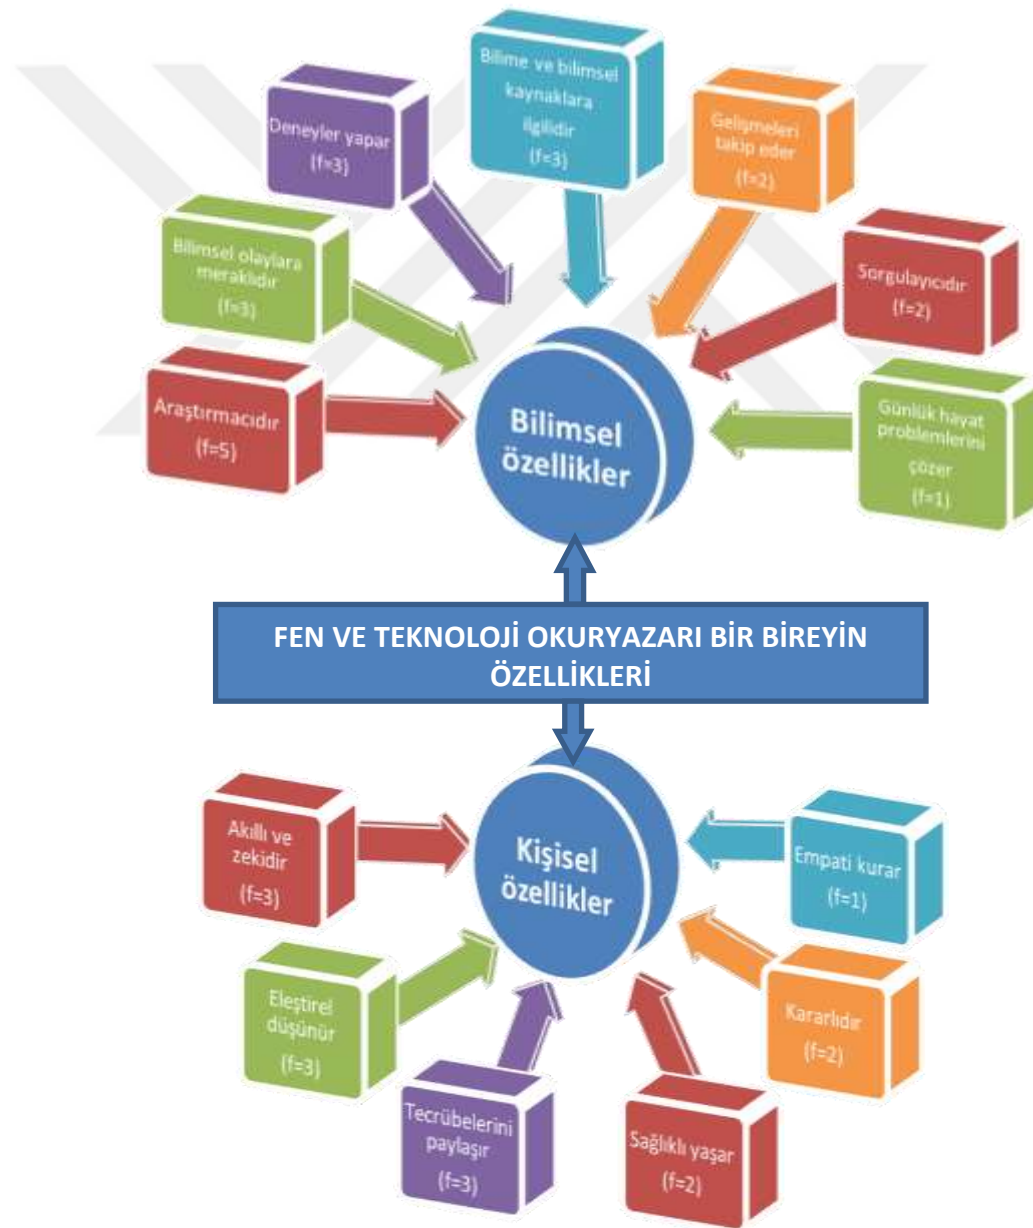 Bilime ve bilimsel
kaynaklara
ilgilidir
(f=3)
Deneyler yapar
(f=3)
Gelişmeleri
takip eder
(f=2)
Bilimsel olaylara
meraklıdır
(f=3)
Sorgulayıcıdır
(f=2)
Araştırmacıdır
(f=5)
Günlük hayat
problemlerini
çözer
(f=1)
Bilimsel
özellikler
FEN VE TEKNOLOJİ OKURYAZARI BİR BİREYİN
ÖZELLİKLERİ
Kişisel
özellikler
Akıllı ve
zekidir
(f=3)
Empati kurar
(f=1)
Eleştirel
düşünür
(f=3)
Kararlıdır
(f=2)
Tecrübelerini
paylaşır
(f=3)
Sağlıklı yaşar
(f=2)